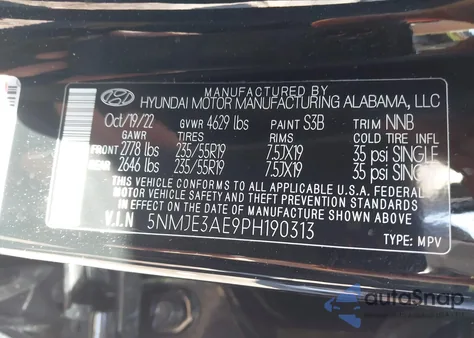 MANUFACTURED BY
HYUNDAI MOTOR MANUFACTURING ALABAMA, LLC
Oct/19/22 GVWR 4629 lbs PAINT S3B TRIM NNB
GAWR TIRES RIMS COLD TIRE INFL
FRONT 2778 lbs 235/55R19 7.5JX19 35 psi SINGLE
2646 lbs 235/55R19 7.5JX19 35 psi SINGLE
THIS VEHICLE CONFORMS TO ALL APPLICABLE U.S.A. FEDERAL
MOTOR VEHICLE SAFETY AND THEFT PREVENTION STANDARDS
IN EFFECT ON THE DATE OF MANUFACTURE SHOWN ABOVE
V.I.N 5NMJE3AE9PH190313
TYPE: MPV
autoSnap